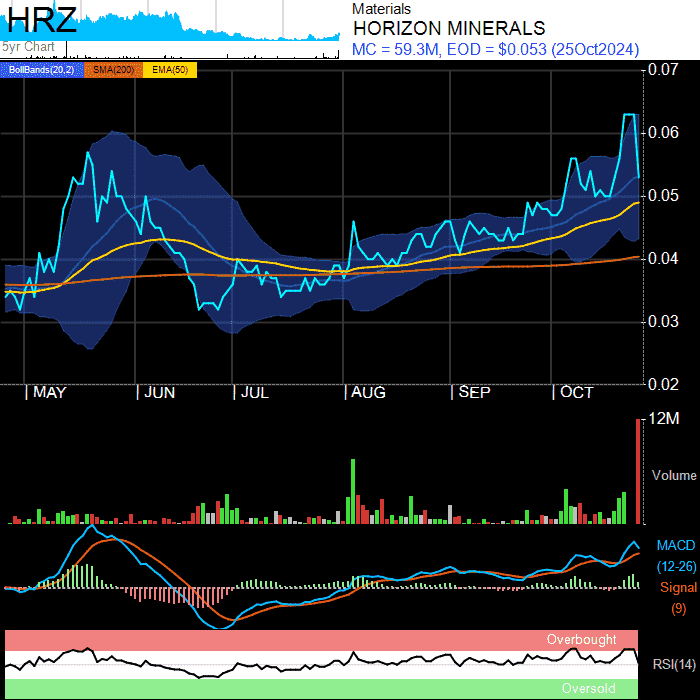 HRZ
5yr Chart
Materials
HORIZON MINERALS
MC = 59.3M, EOD = $0.053 (25Oct2024)
BollBands(20,2) SMA(200) EMA(50)
0.07
0.06
0.05
0.04
0.03
0.02
MAY JUN JUL AUG SEP OCT
12M
Volume
MACD
(12-26)
Signal
(9)
Overbought
RSI(14)
Oversold